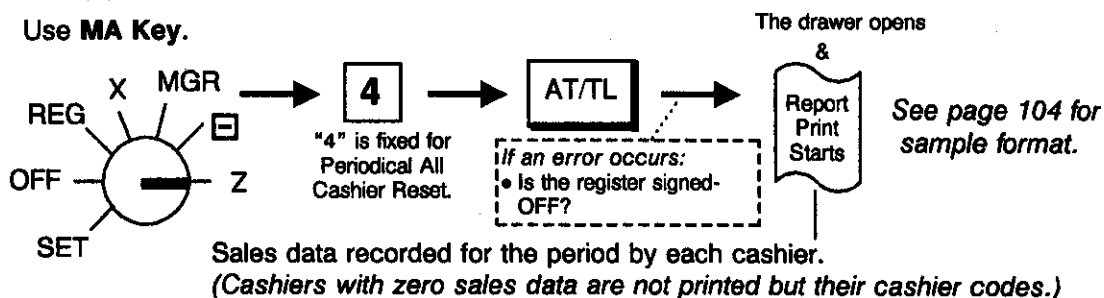 Use MA Key.
OFF
REG
X
MGR
⊟
Z
SET
4
"4" is fixed for
Periodical All
Cashier Reset.
AT/TL
If an error occurs:
• Is the register signed-
OFF?
The drawer opens
&
Report
Print
Starts
See page 104 for
sample format.
Sales data recorded for the period by each cashier.
(Cashiers with zero sales data are not printed but their cashier codes.)